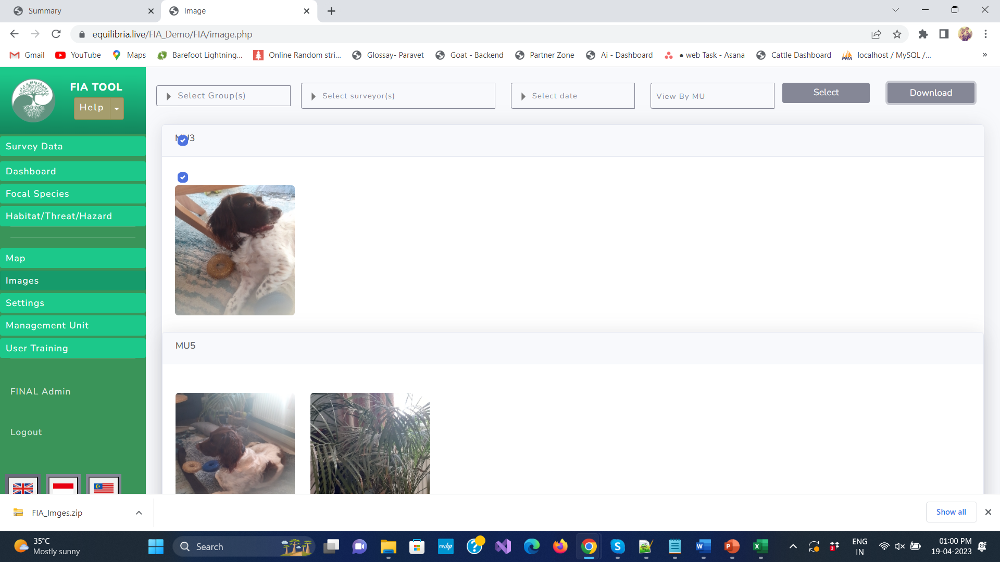 Summary
Image
equilibria.live/FIA_Demo/FIA/image.php
Gmail
YouTube
Maps
Barefoot Lightning...
Online Random stri...
Glossay- Paravet
Goat - Backend
Partner Zone
Ai - Dashboard
● web Task - Asana
Cattle Dashboard
localhost / MySQL /...
»
FIA TOOL
Help
Survey Data
Dashboard
Focal Species
Habitat/Threat/Hazard
Map
Images
Settings
Management Unit
User Training
FINAL Admin
Logout
Select Group(s)
Select surveyor(s)
Select date
View By MU
Select
Download
MU3
MU5
FIA_Imges.zip
Show all
35°C
Mostly sunny
Search
myhp
ENG
IN
01:00 PM
19-04-2023